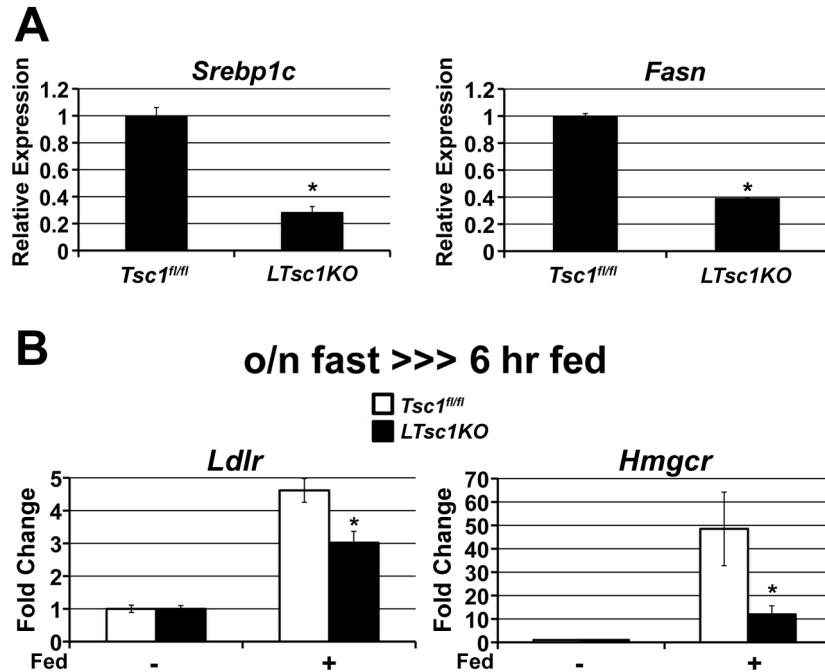 A
Srebp1c
Relative Expression
1.2
1
0.8
0.6
0.4
0.2
0
*
Tsc1fl/fl
LTsc1KO
Fasn
Relative Expression
1.2
1
0.8
0.6
0.4
0.2
0
*
Tsc1fl/fl
LTsc1KO
B
o/n fast >>> 6 hr fed
Tsc1fl/fl
LTsc1KO
Ldlr
Fold Change
5
4
3
2
1
0
*
Fed - +
Hmgcr
Fold Change
70
60
50
40
30
20
10
0
*
Fed - +